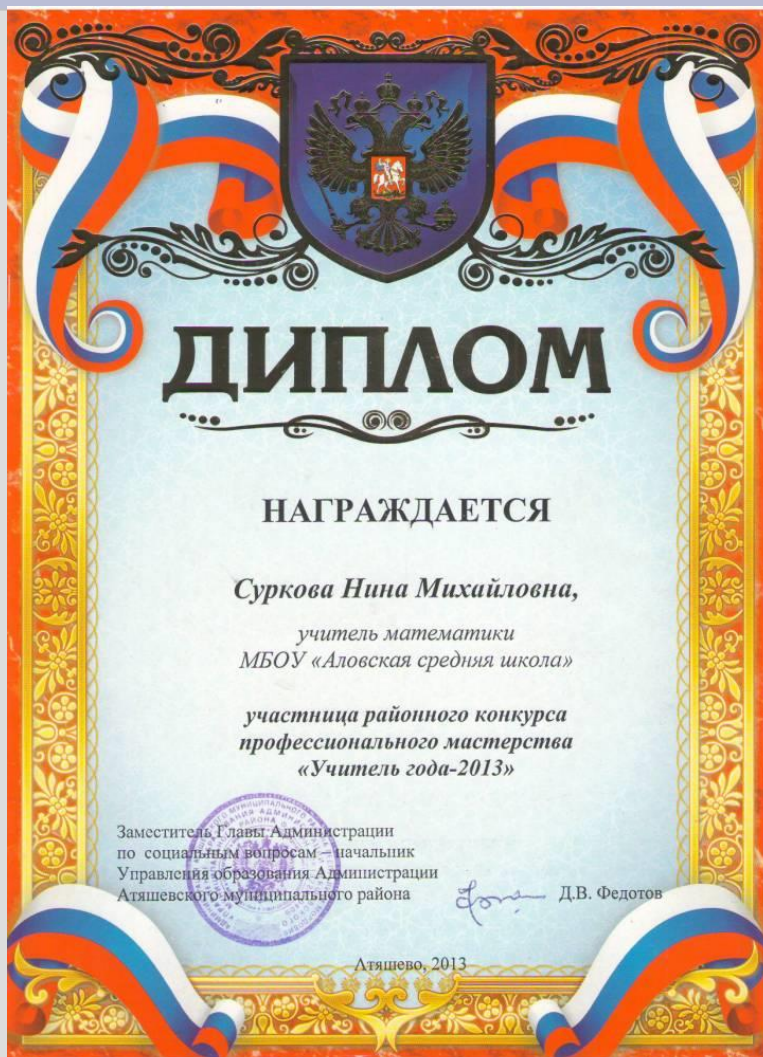 ДИПЛОМ
НАГРАЖДАЕТСЯ
Суркова Нина Михайловна,
учитель математики
МБОУ «Аловская средняя школа»
участница районного конкурса
профессионального мастерства
«Учитель года-2013»
Заместитель Главы Администрации
по социальным вопросам – начальник
Управления образования Администрации
Атяшевского муниципального района
Д.В. Федотов
Атяшево, 2013